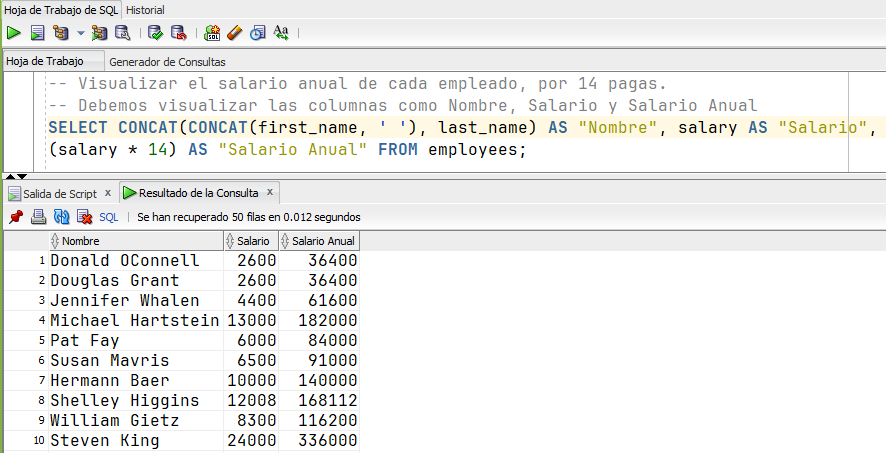 Hoja de Trabajo de SQL Historial
Hoja de Trabajo Generador de Consultas
-- Visualizar el salario anual de cada empleado, por 14 pagas.
-- Debemos visualizar las columnas como Nombre, Salario y Salario Anual
SELECT CONCAT(CONCAT(first_name, ' '), last_name) AS "Nombre", salary AS "Salario",
(salary * 14) AS "Salario Anual" FROM employees;
Salida de Script x Resultado de la Consulta x
SQL | Se han recuperado 50 filas en 0.012 segundos
Nombre Salario Salario Anual
1 Donald OConnell 2600 36400
2 Douglas Grant 2600 36400
3 Jennifer Whalen 4400 61600
4 Michael Hartstein 13000 182000
5 Pat Fay 6000 84000
6 Susan Mavris 6500 91000
7 Hermann Baer 10000 140000
8 Shelley Higgins 12008 168112
9 William Gietz 8300 116200
10 Steven King 24000 336000